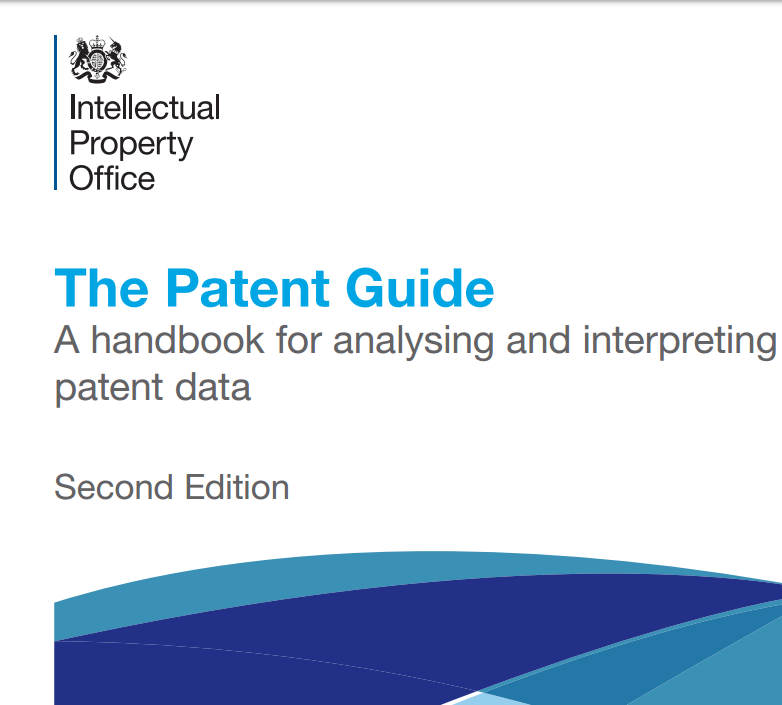 Intellectual
Property
Office
The Patent Guide
A handbook for analysing and interpreting
patent data
Second Edition